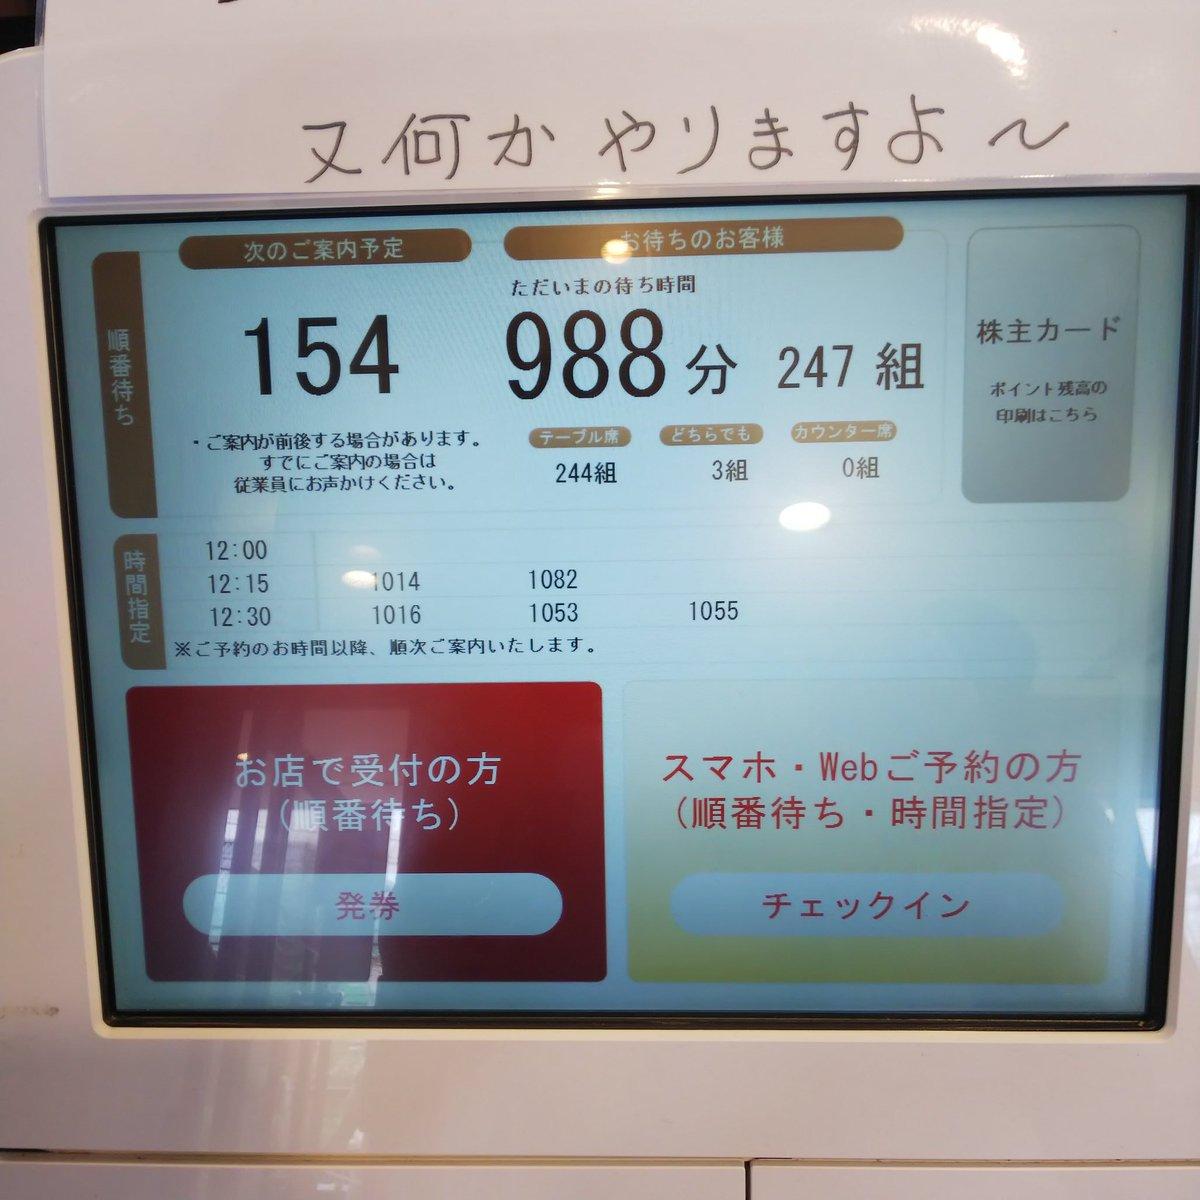 又何かやりますよ～
次のご案内予定
お待ちのお客様
順番待ち
ただいまの待ち時間
154
988分
247組
・ご案内が前後する場合があります。
すでにご案内の場合は
従業員にお声かけください。
テーブル席
どちらでも
カウンター席
244組
3組
0組
株主カード
ポイント残高の
印刷はこちら
時間指定
12:00
12:15 1014 1082
12:30 1016 1053 1055
※ご予約のお時間以降、順次ご案内いたします。
お店で受付の方
(順番待ち)
発券
スマホ・Webご予約の方
(順番待ち・時間指定)
チェックイン